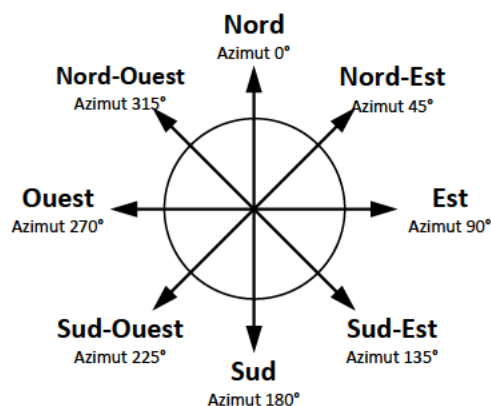 Nord
Azimut 0°
Nord-Ouest
Azimut 315°
Nord-Est
Azimut 45°
Ouest
Azimut 270°
Est
Azimut 90°
Sud-Ouest
Azimut 225°
Sud-Est
Azimut 135°
Sud
Azimut 180°